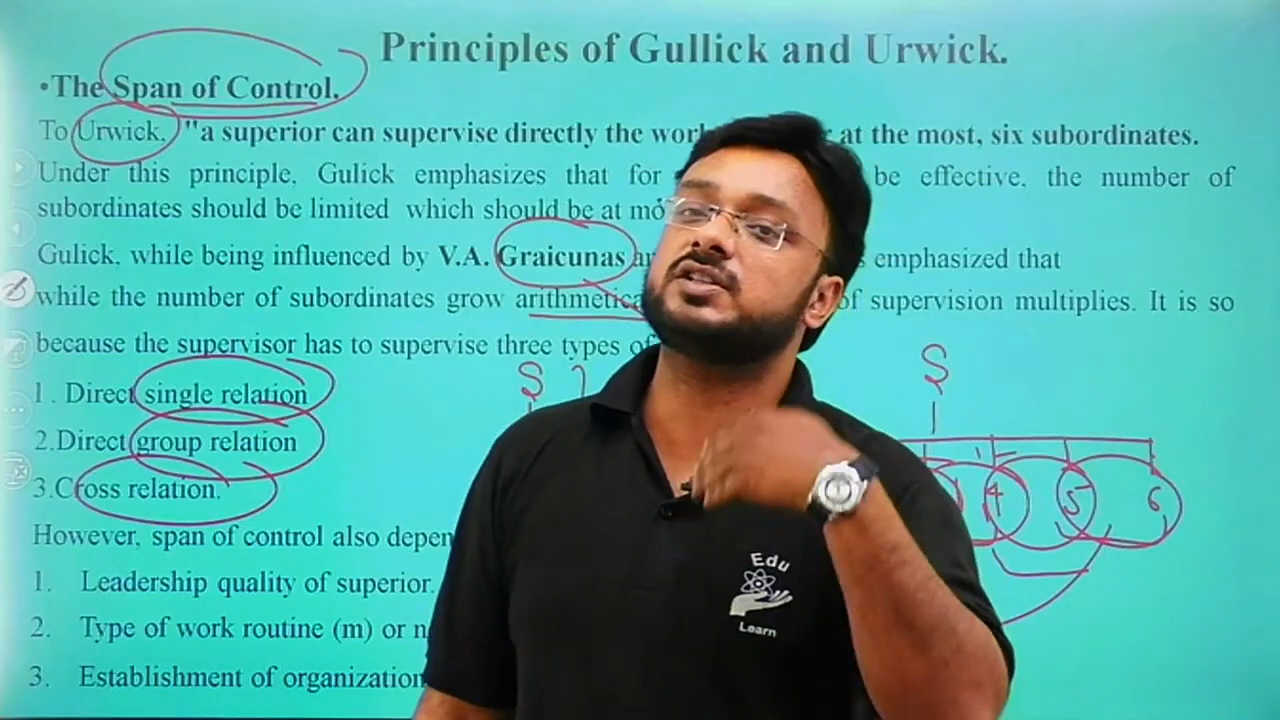 Principles of Gullick and Urwick.
•The Span of Control.
To Urwick, "a superior can supervise directly the at the most, six subordinates.
Under this principle, Gulick emphasizes that for be effective, the number of
subordinates should be limited which should be at
Gulick, while being influenced by V.A. Graicunas emphasized that
while the number of subordinates grow of supervision multiplies. It is so
because the supervisor has to supervise three types of
S
S
1. Direct single relation
2.Direct group relation
4 5 6
3.Cross relation.
However, span of control also
1. Leadership quality of superior.
2. Type of work routine (m) or
3. Establishment of organization
Edu
Learn